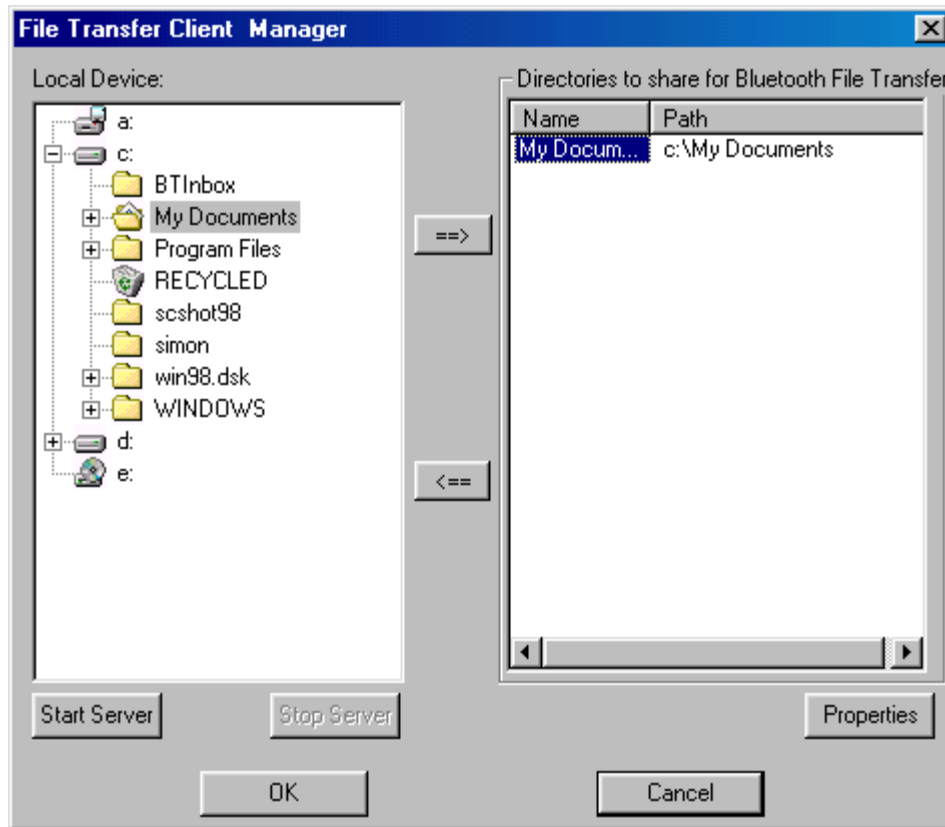 File Transfer Client  Manager
Local Device:
a:
c:
BTInbox
My Documents
Program Files
RECYCLED
scshot98
simon
win98.dsk
WINDOWS
d:
e:
==>
<==
Directories to share for Bluetooth File Transfer
Name Path
My Docum... c:\My Documents
Start Server
Stop Server
Properties
OK
Cancel